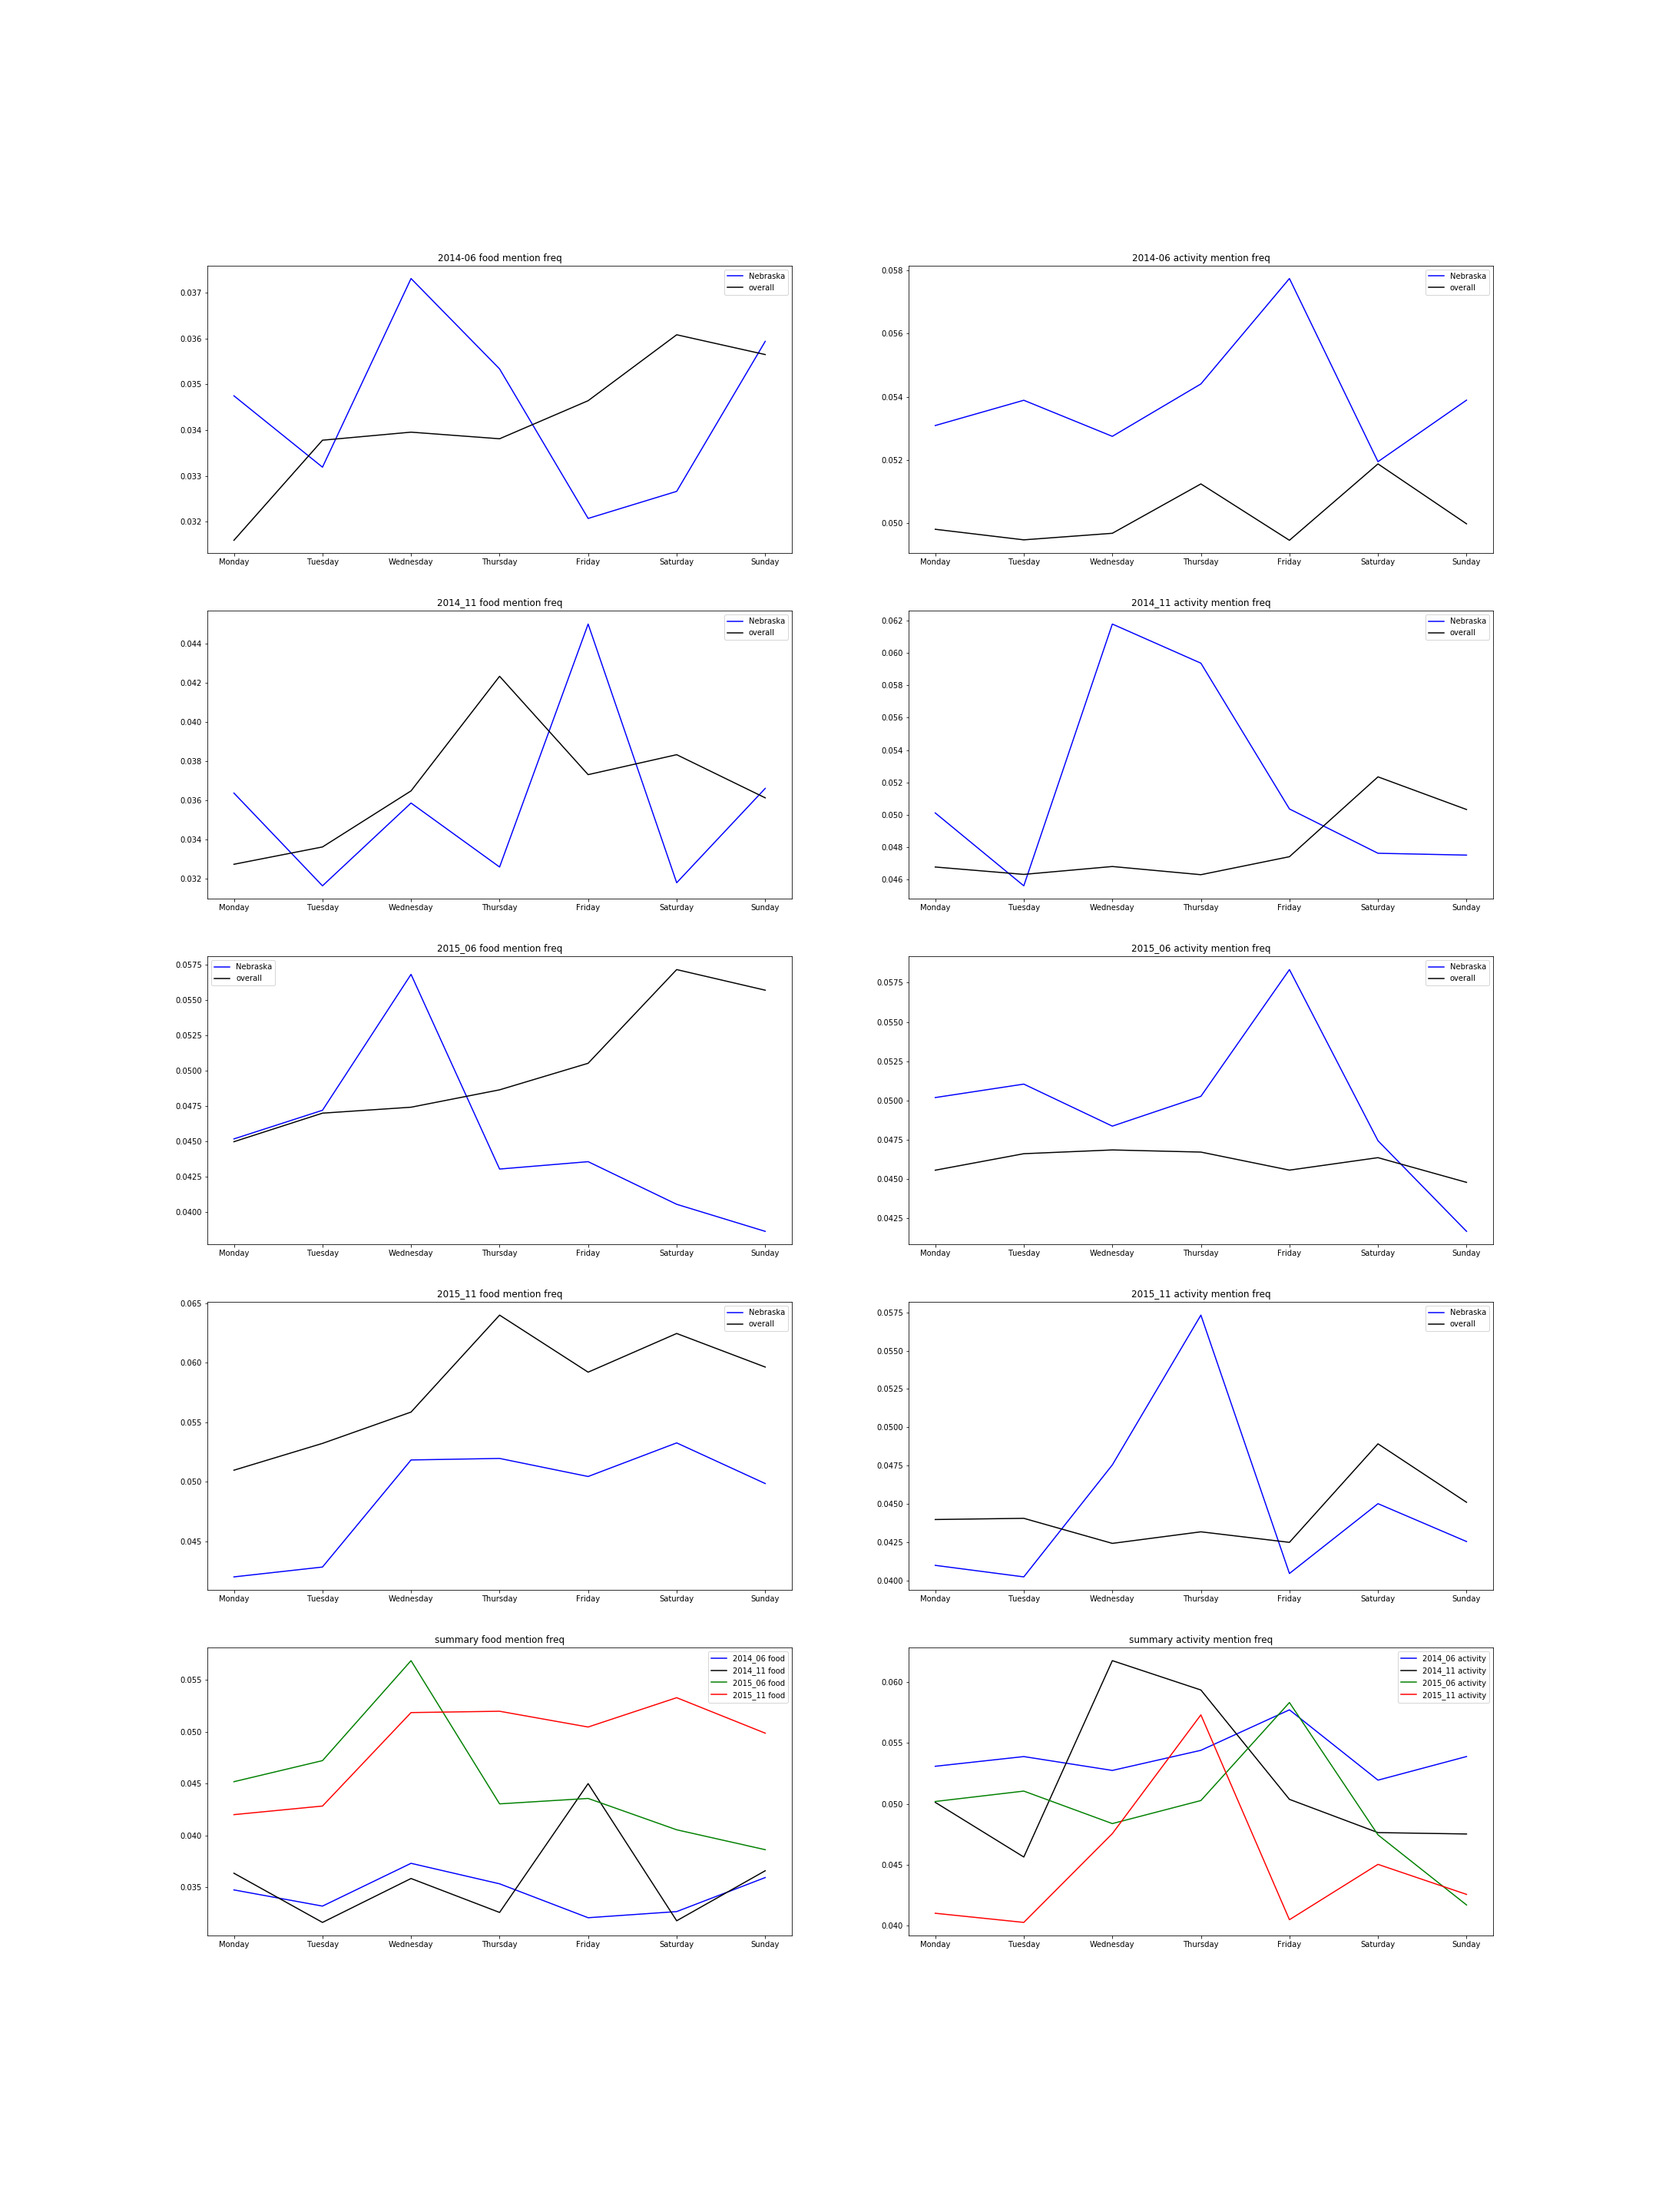 2014-06 food mention freq
Nebraska
overall
0.037
0.036
0.035
0.034
0.033
0.032
Monday Tuesday Wednesday Thursday Friday Saturday Sunday
2014-06 activity mention freq
Nebraska
overall
0.058
0.056
0.054
0.052
0.050
Monday Tuesday Wednesday Thursday Friday Saturday Sunday
2014_11 food mention freq
Nebraska
overall
0.044
0.042
0.040
0.038
0.036
0.034
0.032
Monday Tuesday Wednesday Thursday Friday Saturday Sunday
2014_11 activity mention freq
Nebraska
overall
0.062
0.060
0.058
0.056
0.054
0.052
0.050
0.048
0.046
Monday Tuesday Wednesday Thursday Friday Saturday Sunday
2015_06 food mention freq
Nebraska
overall
0.0575
0.0550
0.0525
0.0500
0.0475
0.0450
0.0425
0.0400
Monday Tuesday Wednesday Thursday Friday Saturday Sunday
2015_06 activity mention freq
Nebraska
overall
0.0575
0.0550
0.0525
0.0500
0.0475
0.0450
0.0425
Monday Tuesday Wednesday Thursday Friday Saturday Sunday
2015_11 food mention freq
Nebraska
overall
0.065
0.060
0.055
0.050
0.045
Monday Tuesday Wednesday Thursday Friday Saturday Sunday
2015_11 activity mention freq
Nebraska
overall
0.0575
0.0550
0.0525
0.0500
0.0475
0.0450
0.0425
0.0400
Monday Tuesday Wednesday Thursday Friday Saturday Sunday
summary food mention freq
2014_06 food
2014_11 food
2015_06 food
2015_11 food
0.055
0.050
0.045
0.040
0.035
Monday Tuesday Wednesday Thursday Friday Saturday Sunday
summary activity mention freq
2014_06 activity
2014_11 activity
2015_06 activity
2015_11 activity
0.060
0.055
0.050
0.045
0.040
Monday Tuesday Wednesday Thursday Friday Saturday Sunday